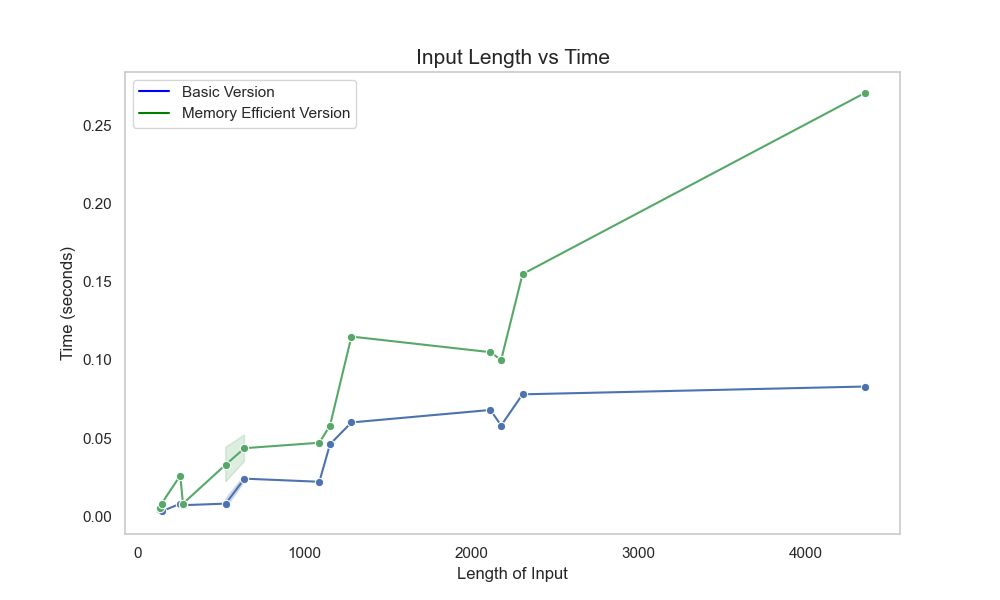 Input Length vs Time
Basic Version
Memory Efficient Version
Time (seconds)
0.25
0.20
0.15
0.10
0.05
0.00
0 1000 2000 3000 4000
Length of Input